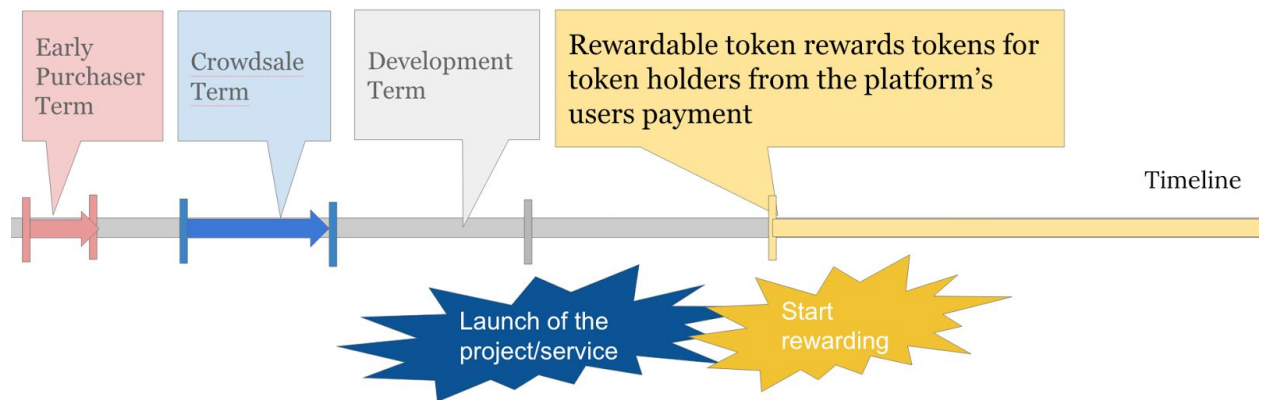 Early
Purchaser
Term
Crowdsale
Term
Development
Term
Rewardable token rewards tokens for
token holders from the platform’s
users payment
Timeline
Launch of the
project/service
Start
rewarding